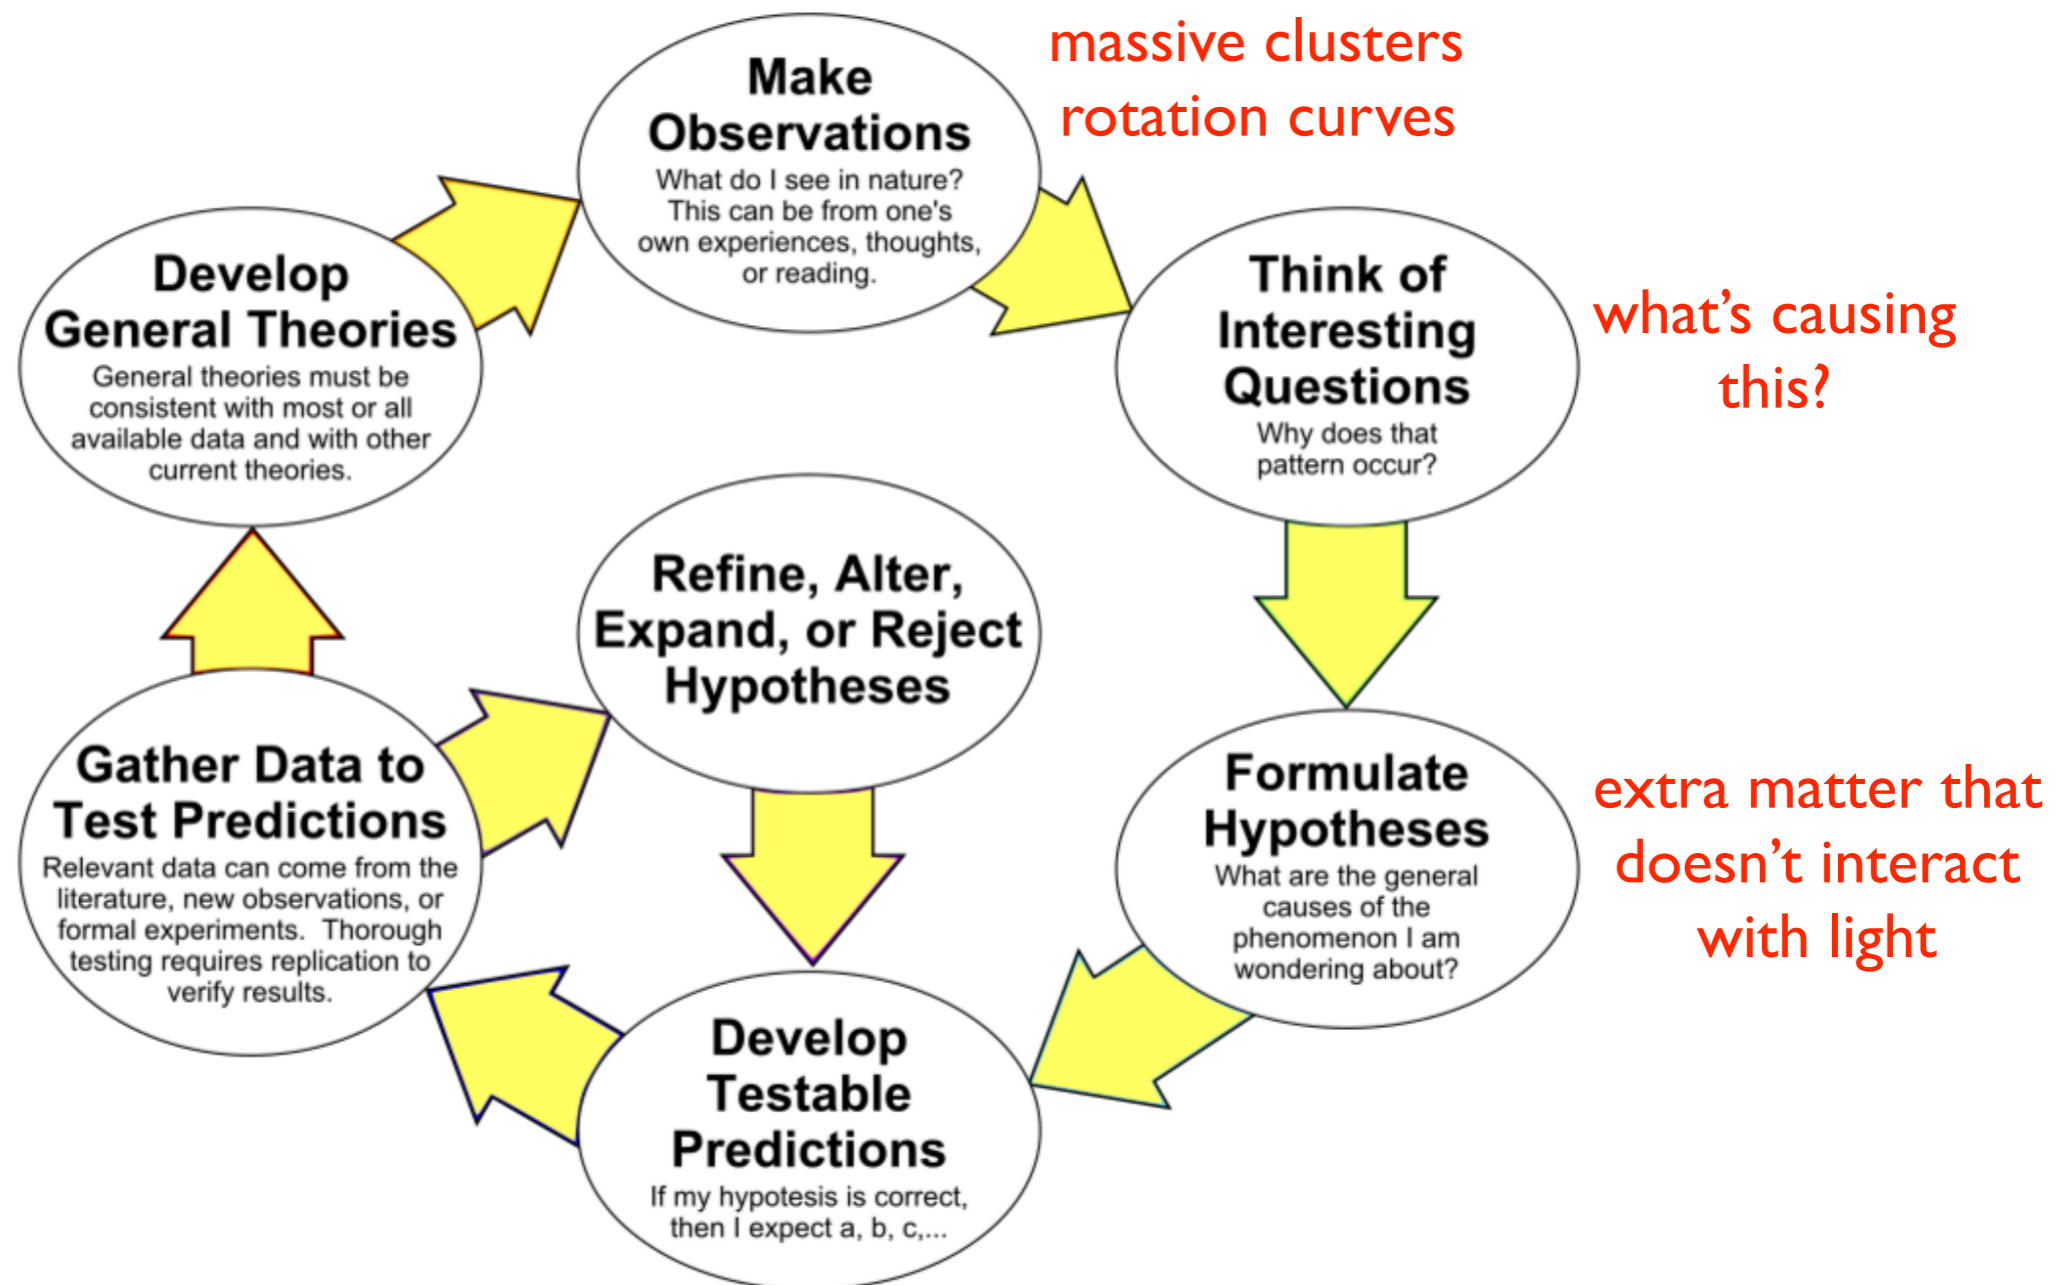 Make
Observations
What do I see in nature?
This can be from one's
own experiences, thoughts,
or reading.
massive clusters
rotation curves
Think of
Interesting
Questions
Why does that
pattern occur?
what’s causing
this?
Formulate
Hypotheses
What are the general
causes of the
phenomenon I am
wondering about?
extra matter that
doesn’t interact
with light
Develop
Testable
Predictions
If my hypotesis is correct,
then I expect a, b, c,...
Gather Data to
Test Predictions
Relevant data can come from the
literature, new observations, or
formal experiments.  Thorough
testing requires replication to
verify results.
Refine, Alter,
Expand, or Reject
Hypotheses
Develop
General Theories
General theories must be
consistent with most or all
available data and with other
current theories.